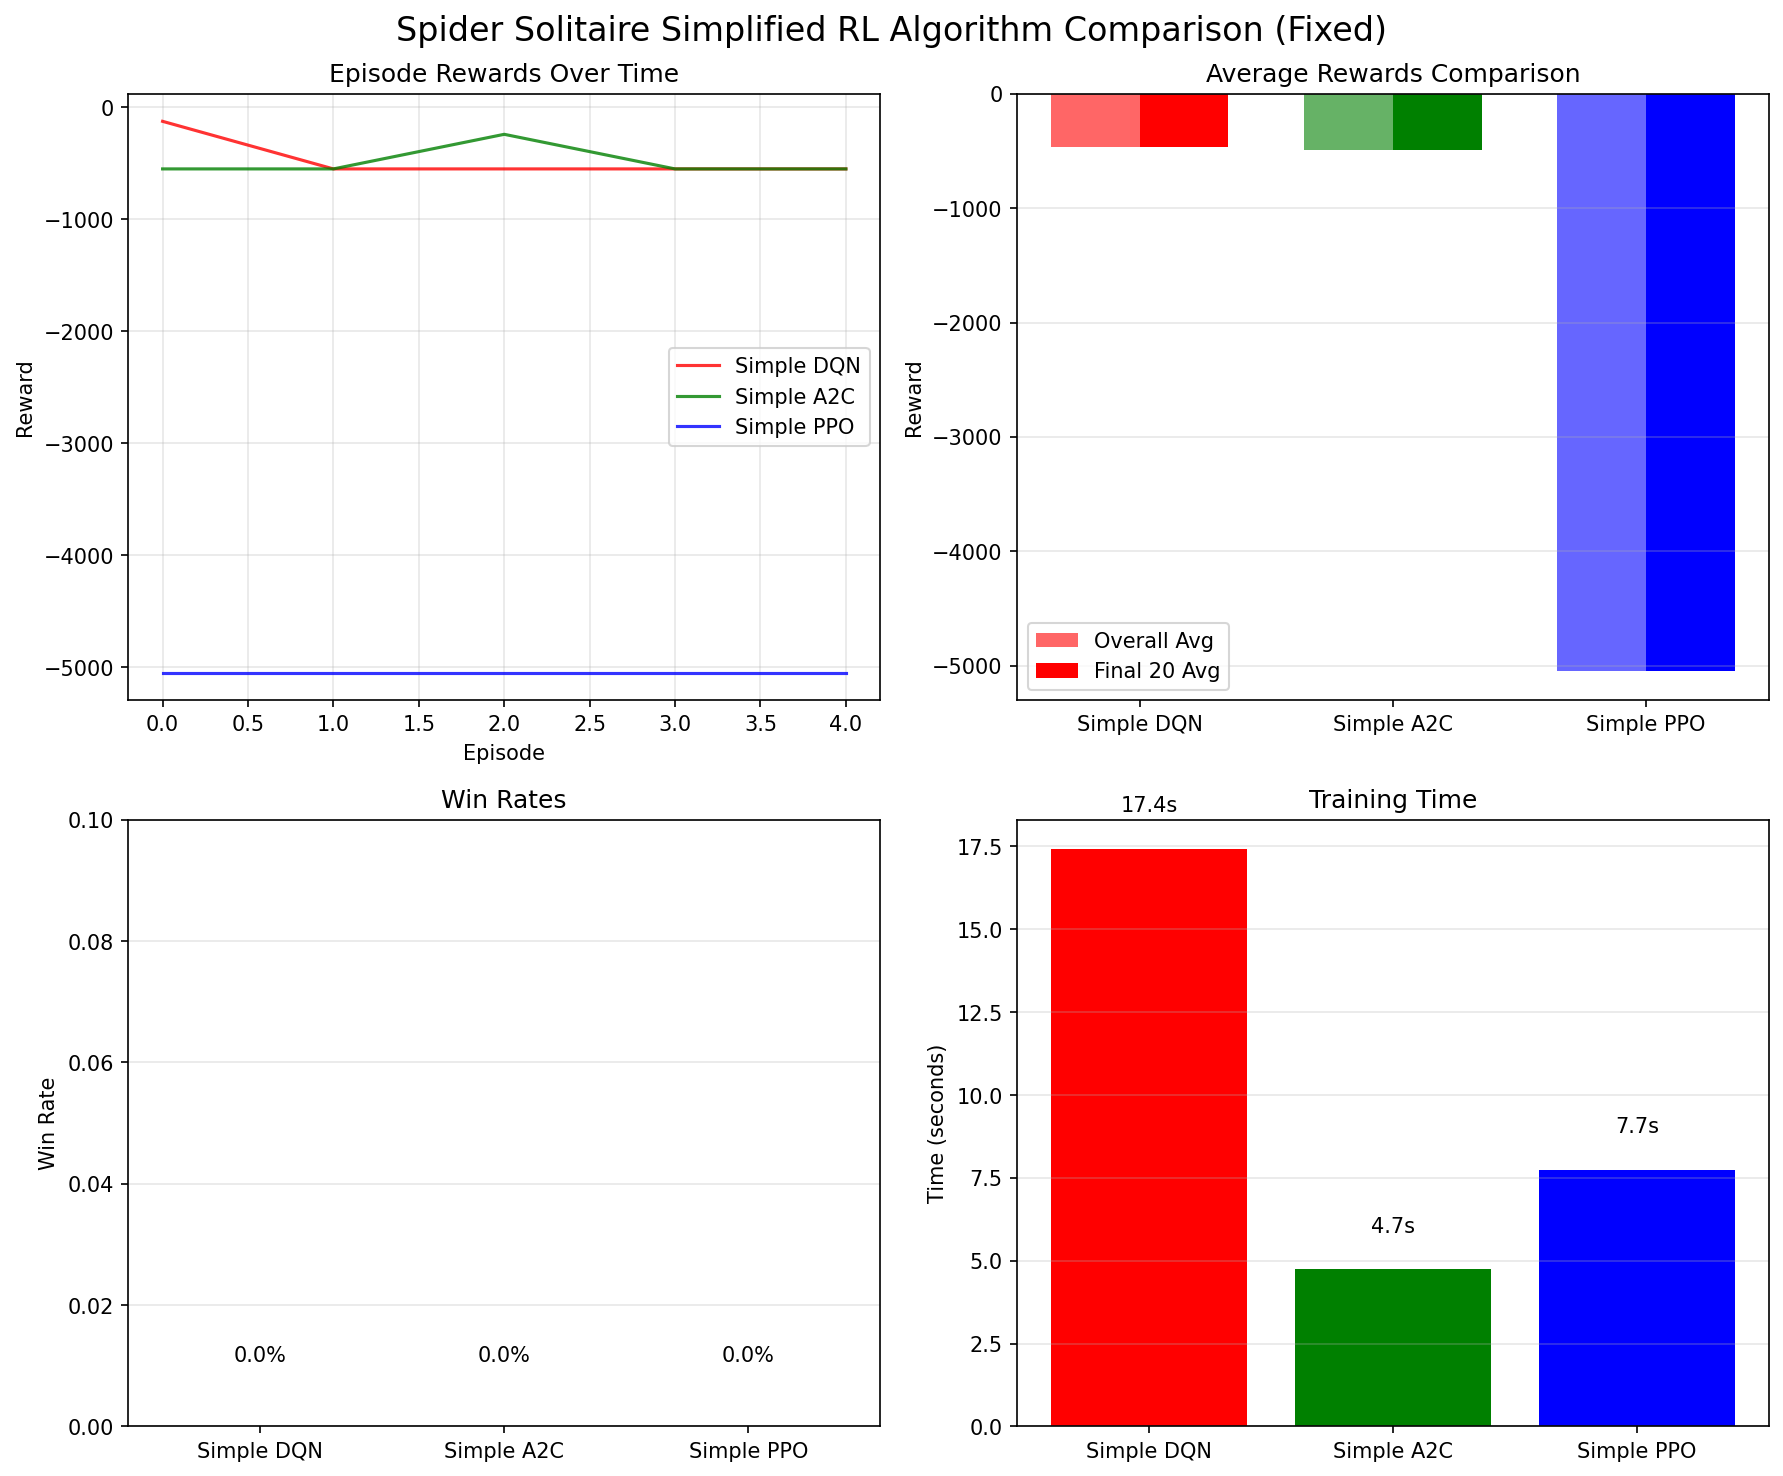 Spider Solitaire Simplified RL Algorithm Comparison (Fixed)
Episode Rewards Over Time
0
−1000
−2000
−3000
−4000
−5000
Reward
Simple DQN
Simple A2C
Simple PPO
0.0 0.5 1.0 1.5 2.0 2.5 3.0 3.5 4.0
Episode
Average Rewards Comparison
0
−1000
−2000
−3000
−4000
−5000
Reward
Overall Avg
Final 20 Avg
Simple DQN Simple A2C Simple PPO
Win Rates
0.10
0.08
0.06
0.04
0.02
0.00
Win Rate
0.0% 0.0% 0.0%
Simple DQN Simple A2C Simple PPO
Training Time
17.4s
17.5
15.0
12.5
10.0
7.5
5.0
2.5
0.0
Time (seconds)
4.7s
7.7s
Simple DQN Simple A2C Simple PPO